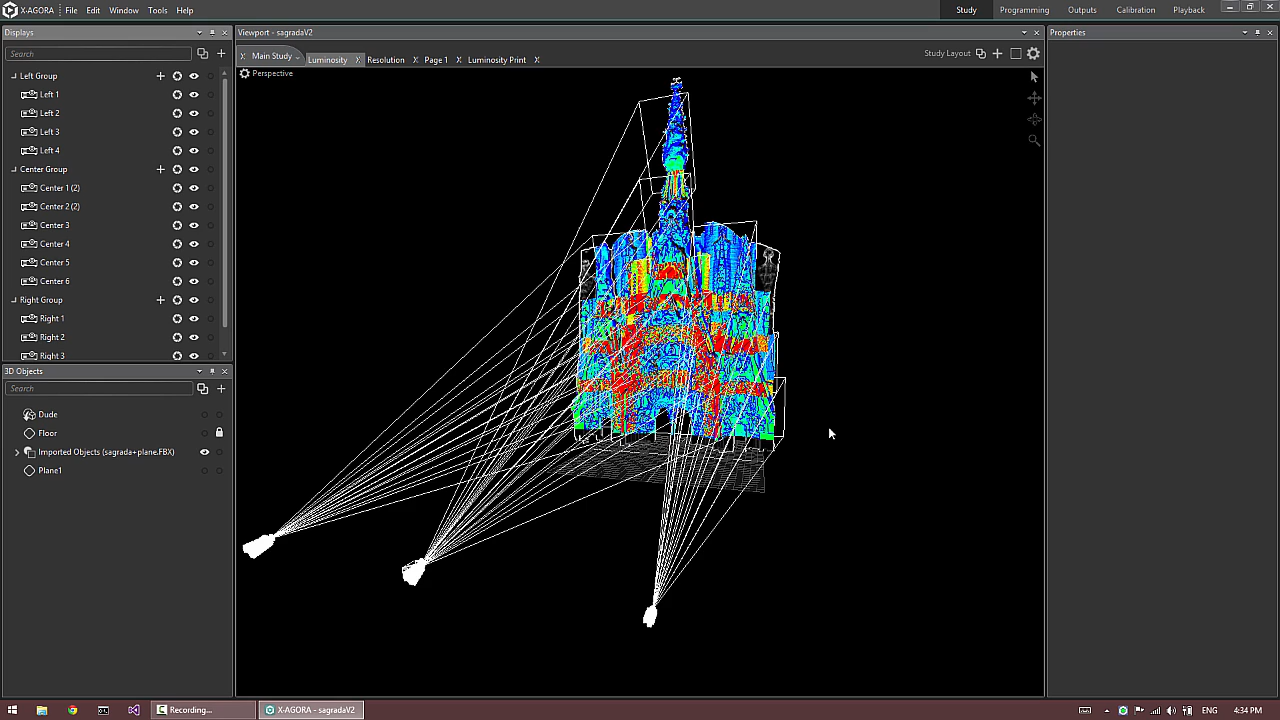 X-AGORA File Edit Window Tools Help Study Programming Outputs Calibration Playback
Displays Viewport - sagradaV2 Properties
Search Main Study Luminosity Resolution Page 1 Luminosity Print Study Layout
Perspective
Left Group
Left 1
Left 2
Left 3
Left 4
Center Group
Center 1 (2)
Center 2 (2)
Center 3
Center 4
Center 5
Center 6
Right Group
Right 1
Right 2
Right 3
3D Objects
Search
Dude
Floor
Imported Objects (sagrada+plane.FBX)
Plane1
Recording... X-AGORA - sagradaV2 ENG 4:34 PM